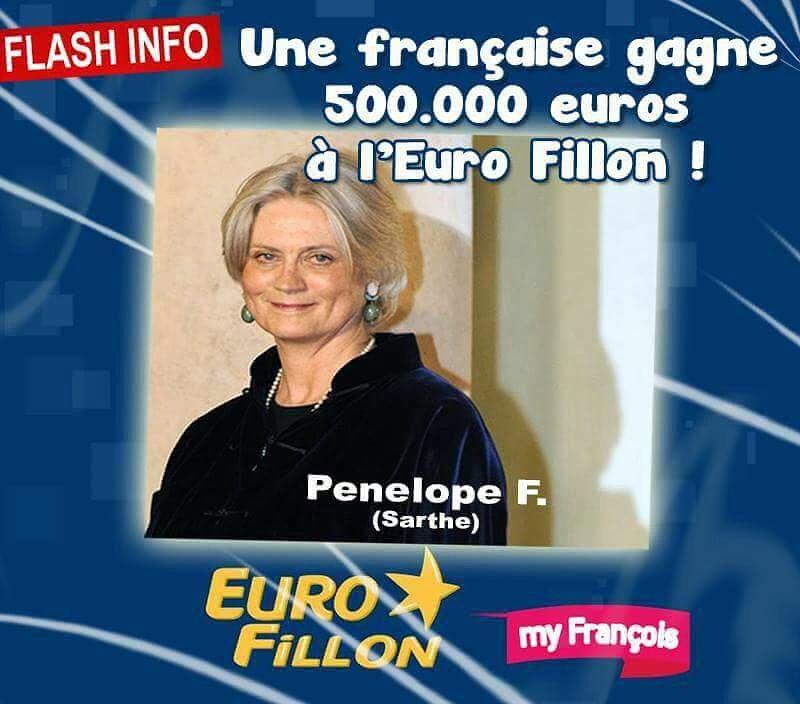 FLASH INFO
Une française gagne
500.000 euros
à l'Euro Fillon !
Penelope F.
(Sarthe)
EURO
FiLLON
my François